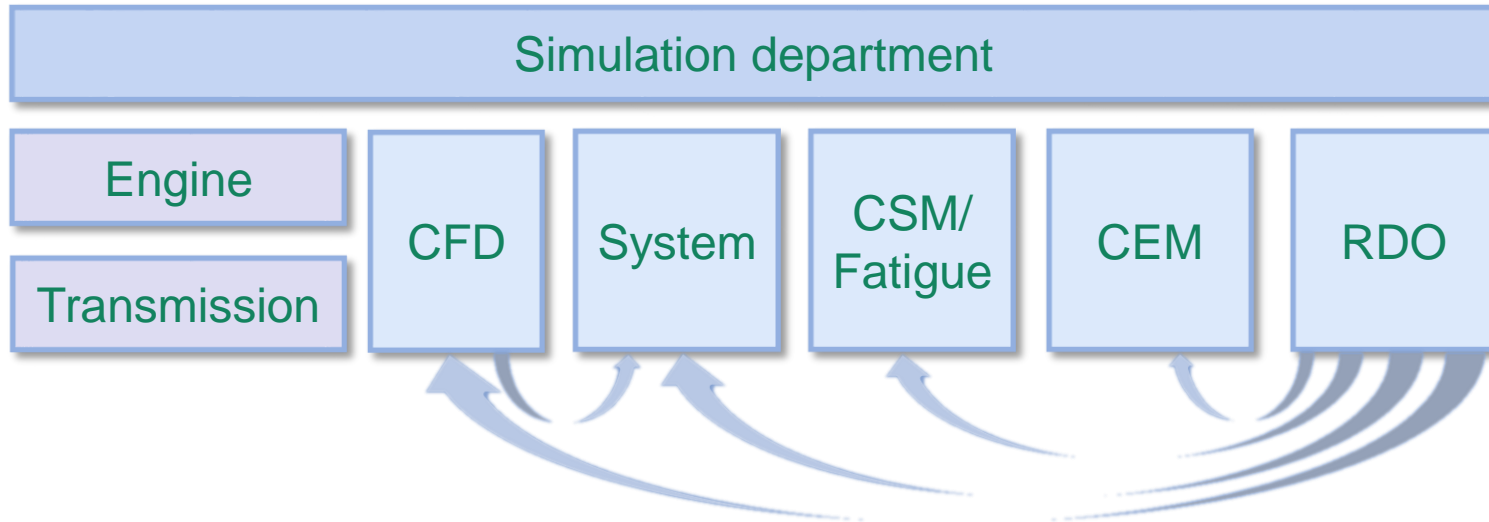 Simulation department
Engine
Transmission
CFD
System
CSM/
Fatigue
CEM
RDO